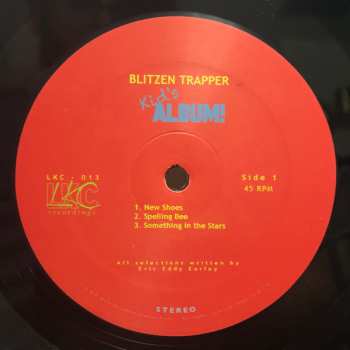 BLITZEN TRAPPER
Kid's
ALBUM!
LKC - 013
LKC
recordings
Side 1
45 RPM
1. New Shoes
2. Spelling Bee
3. Something in the Stars
all selections written by
Eric Eddy Earley
STEREO